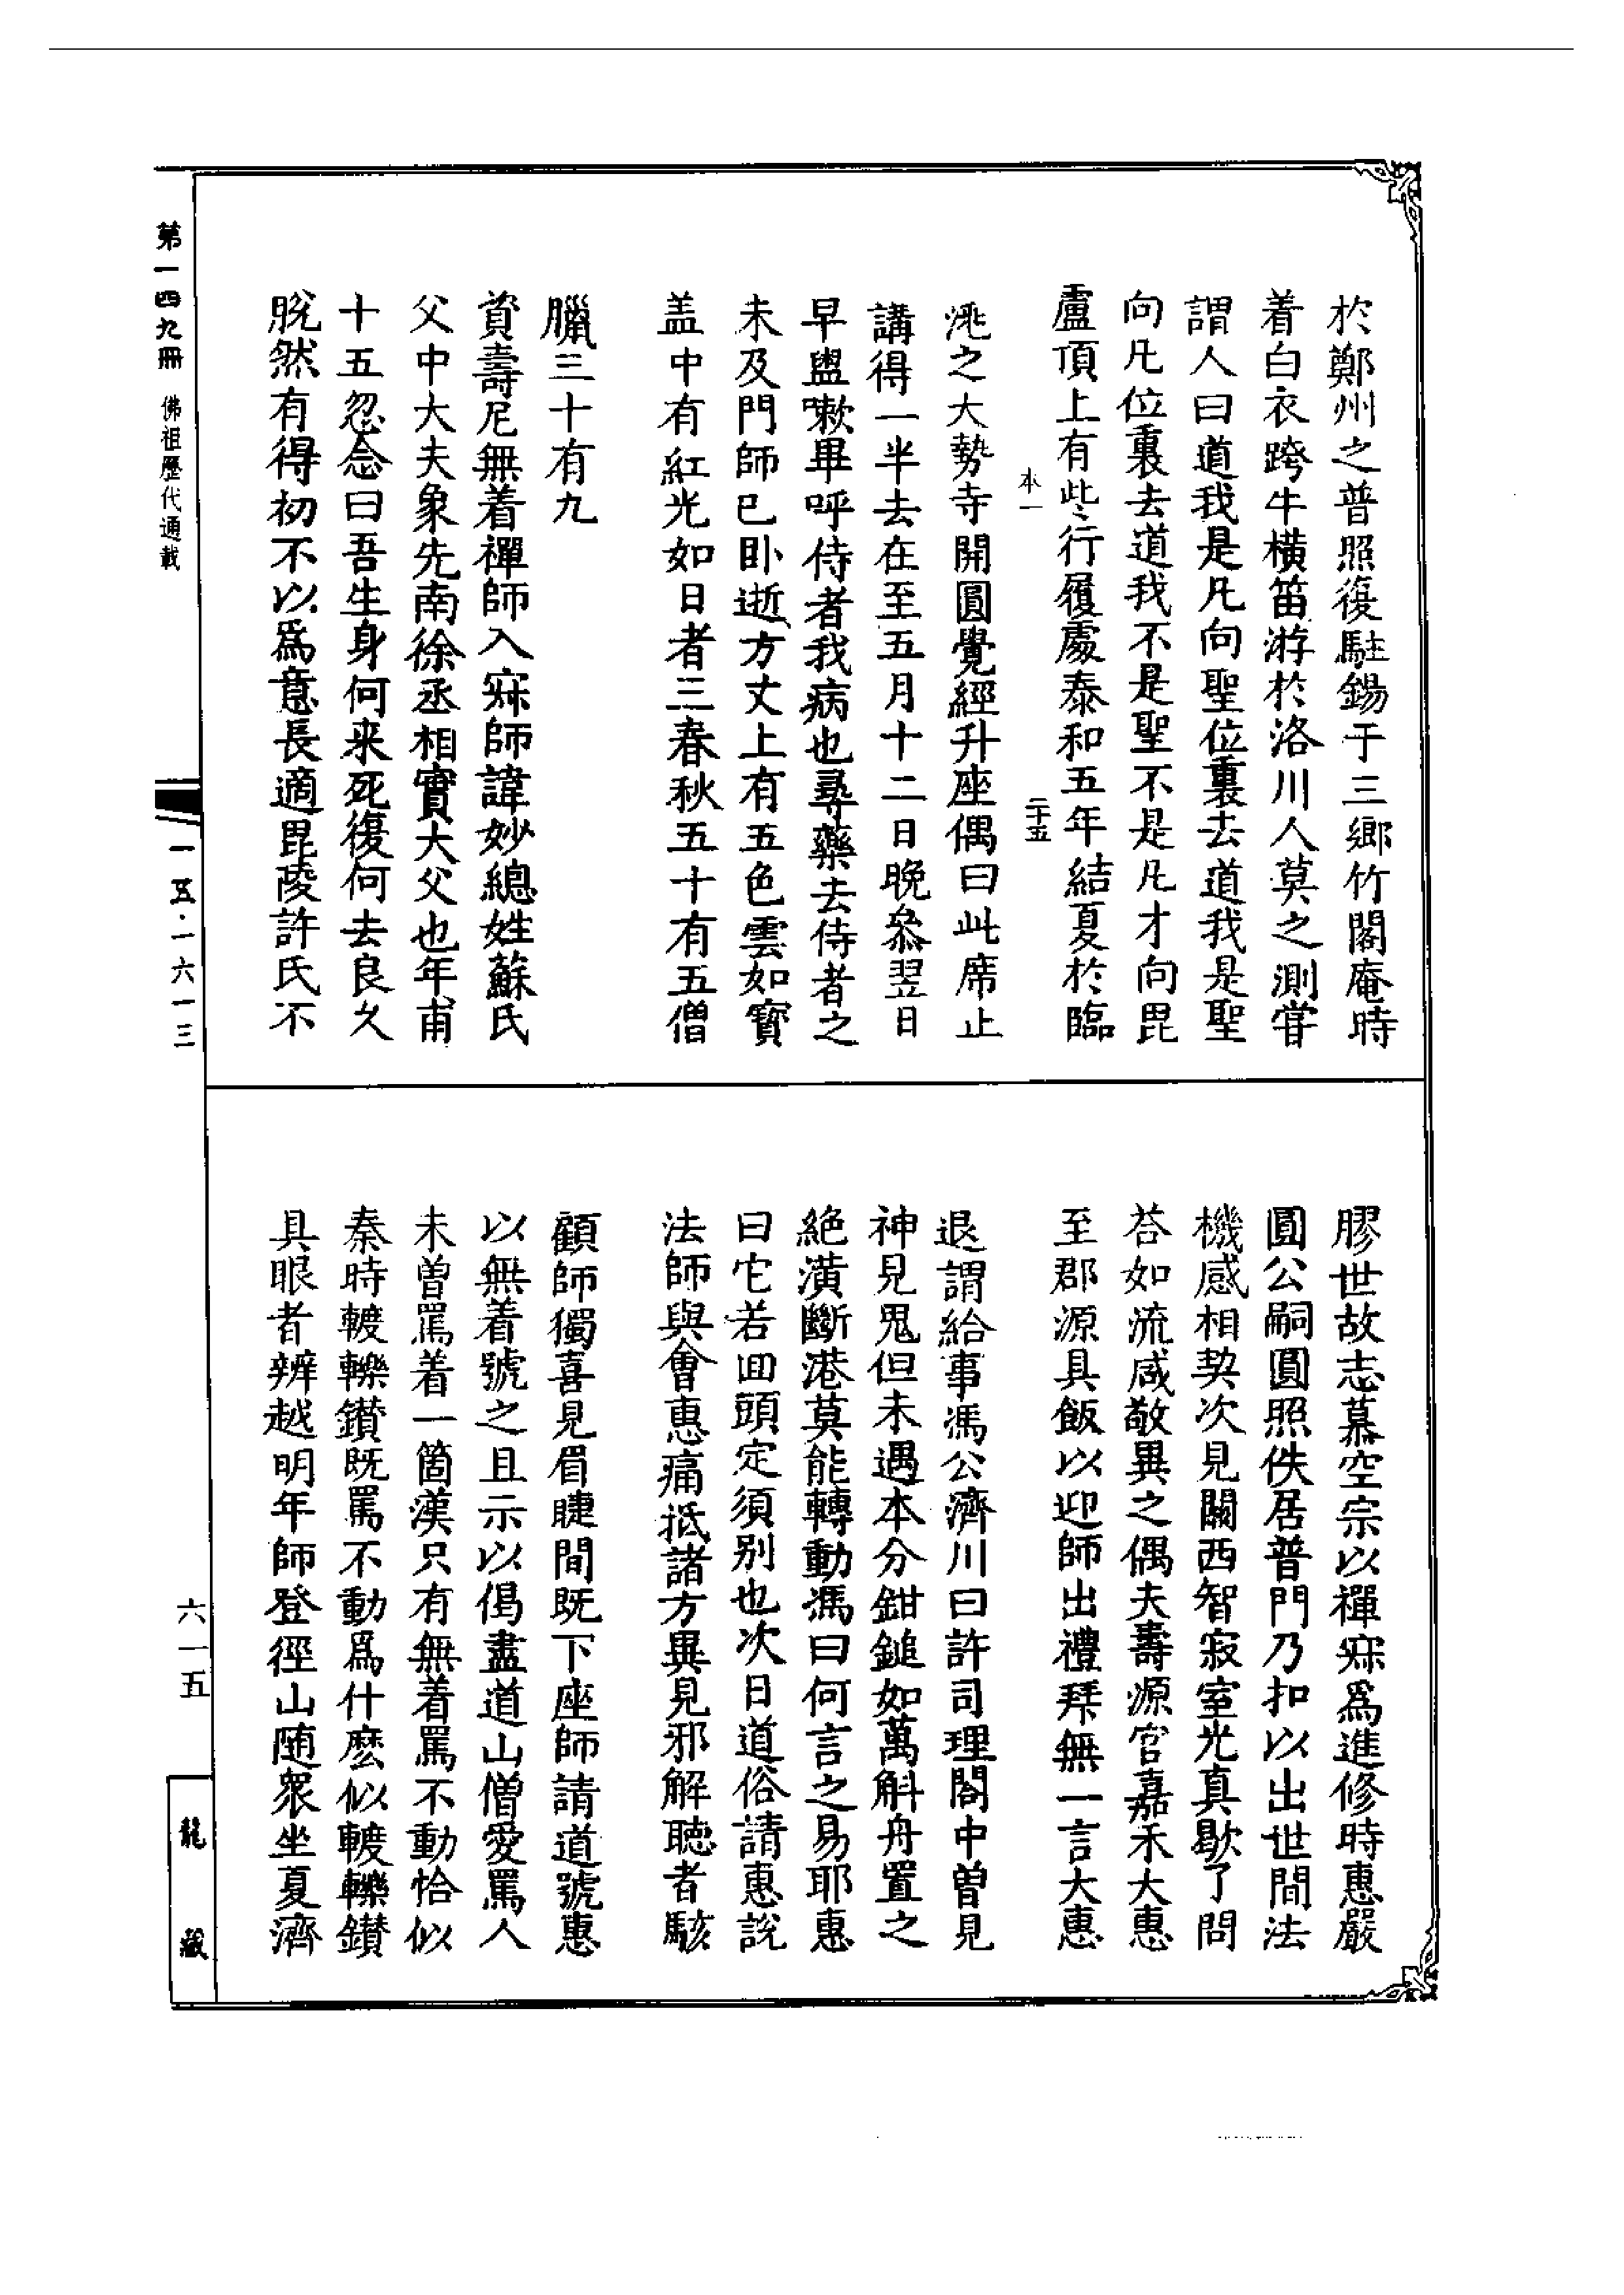 於鄭州之普照復駐錫于三鄉竹閣庵時
着白衣跨牛横笛游於洛川人莫之測甞
謂人曰道我是凡向聖位裏去道我是聖
向凡位裏去道我不是聖不是凡才向毘
盧頂上有些些行履處泰和五年結夏於臨
本一
二十五
洮之大勢寺開圓覺經升座偶曰此席止
講得一半去在至五月十二日晚叅翌日
早盥嗽畢呼侍者我病也尋藥去侍者之
未及門師已卧逝方丈上有五色雲如寳
盖中有紅光如日者三春秋五十有五僧
臘三十有九
資壽尼無着禪師入寂師諱妙總姓蘇氏
父中大夫象先南徐丞相實大父也年甫
十五忽念曰吾生身何来死復何去良久
脫然有得初不以爲意長適毘陵許氏不
膠世故志慕空宗以禪寂爲進修時惠嚴
圓公嗣圓照佚居普門乃扣以出世間法
機感相契次見關西智寂室光真歇了問
荅如流咸敬異之偶夫壽源官嘉禾大惠
至郡源具飯以迎師出禮拜無一言大惠
退謂給事馮公濟川曰許司理閤中曽見
神見鬼但未遇本分鉗鎚如萬斛舟置之
絶潢斷港莫能轉動馮曰何言之易耶惠
曰它若囬頭定須别也次日道俗請惠說
法師與會惠痛抵諸方異見邪解聴者駭
顧師獨喜見眉睫間既下座師請道號惠
以無着號之且示以偈盡道山僧愛罵人
未曽罵着一箇漢只有無着罵不動恰似
秦時轆轢鑚既罵不動爲什麽似轆轢鑚
具眼者辨越明年師登徑山随衆坐夏濟
第一四九冊 佛祖歷代通載
一五·一六一三
六一五
龍藏